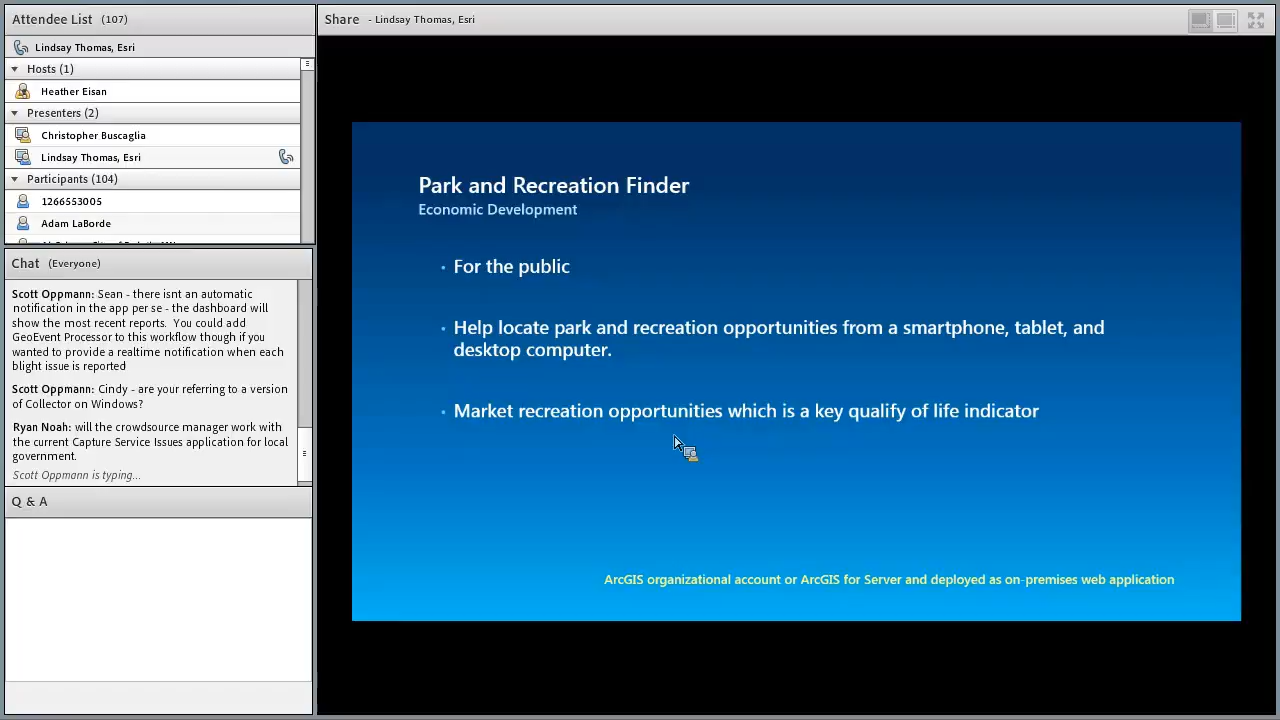 Attendee List (107)
Lindsay Thomas, Esri
Hosts (1)
Heather Eisan
Presenters (2)
Christopher Buscaglia
Lindsay Thomas, Esri
Participants (104)
1266553005
Adam LaBorde
Chat (Everyone)
Scott Oppmann: Sean - there isnt an automatic
notification in the app per se - the dashboard will
show the most recent reports. You could add
GeoEvent Processor to this workflow though if you
wanted to provide a realtime notification when each
blight issue is reported
Scott Oppmann: Cindy - are your referring to a version
of Collector on Windows?
Ryan Noah: will the crowdsource manager work with
the current Capture Service Issues application for local
government.
Scott Oppmann is typing...
Q & A
Share - Lindsay Thomas, Esri
Park and Recreation Finder
Economic Development
• For the public
• Help locate park and recreation opportunities from a smartphone, tablet, and
desktop computer.
• Market recreation opportunities which is a key qualify of life indicator
ArcGIS organizational account or ArcGIS for Server and deployed as on-premises web application